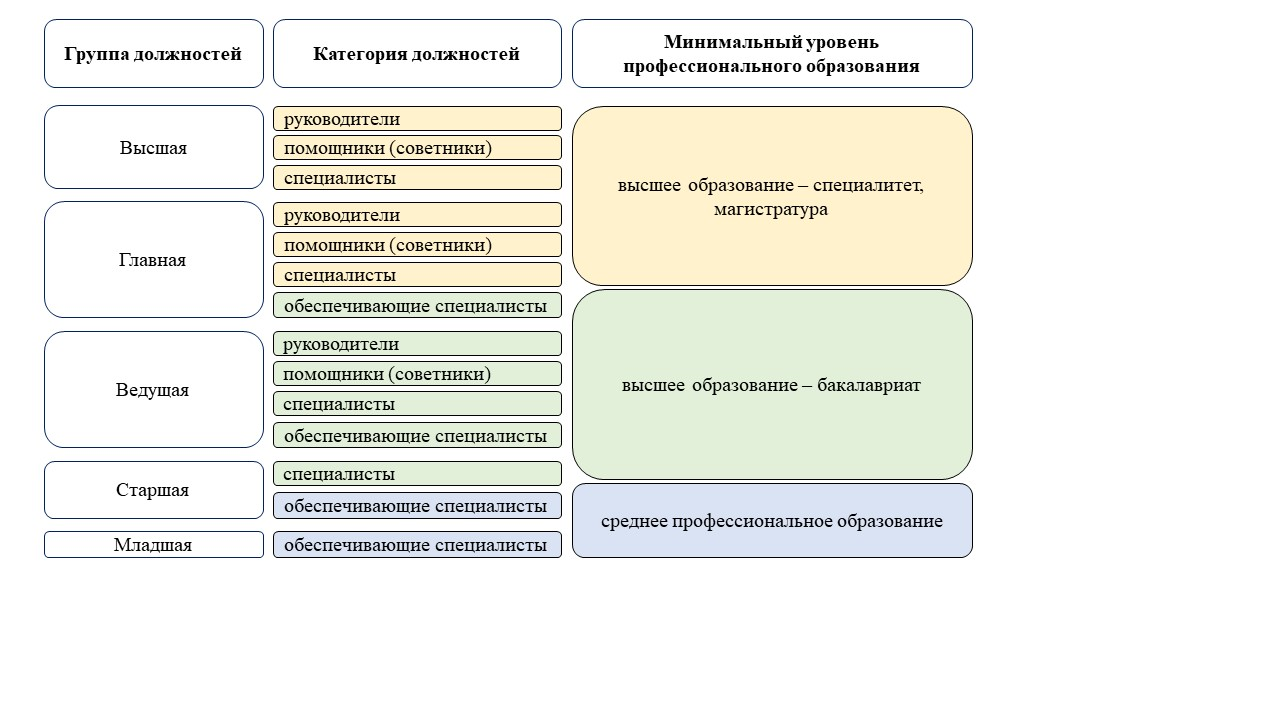 Группа должностей
Категория должностей
Минимальный уровень
профессионального образования
Высшая
руководители
помощники (советники)
специалисты
высшее образование – специалитет,
магистратура
Главная
руководители
помощники (советники)
специалисты
обеспечивающие специалисты
Ведущая
руководители
помощники (советники)
специалисты
обеспечивающие специалисты
высшее образование – бакалавриат
Старшая
специалисты
обеспечивающие специалисты
среднее профессиональное образование
Младшая
обеспечивающие специалисты